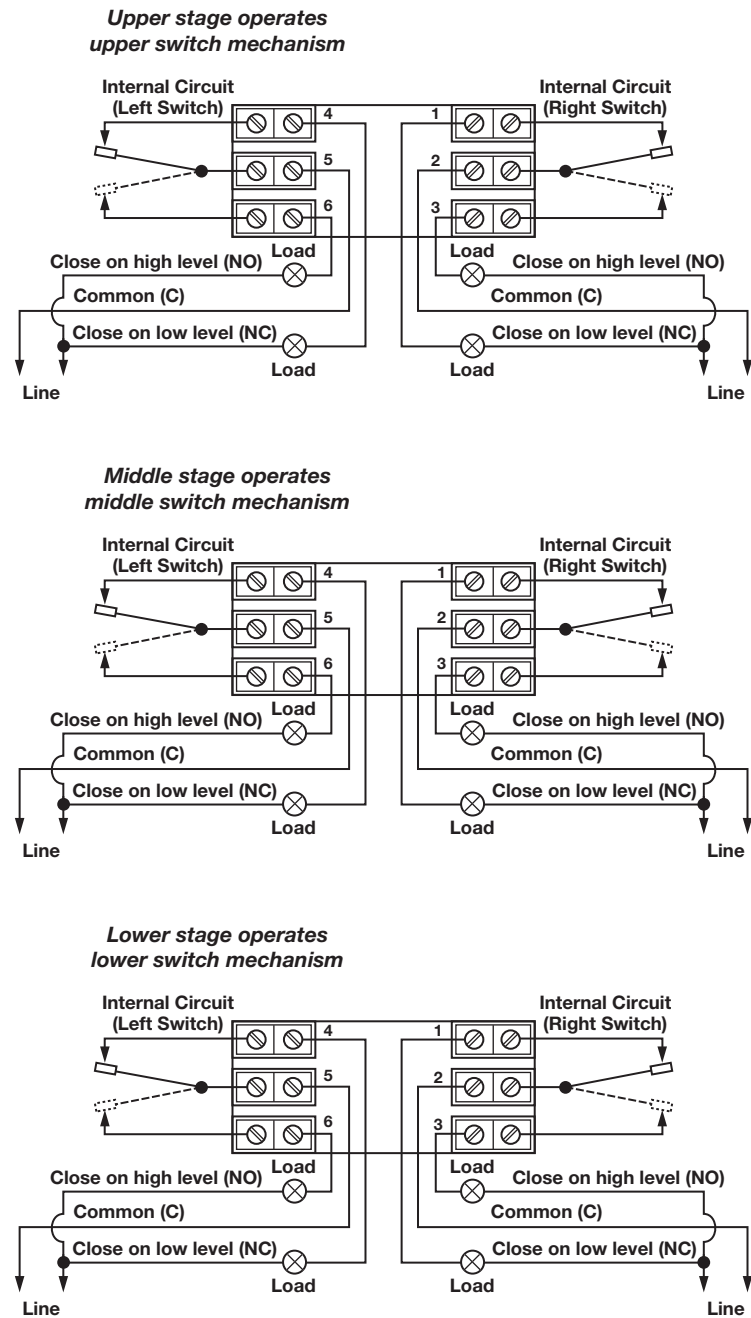 Upper stage operates
upper switch mechanism
Internal Circuit
(Left Switch)
Internal Circuit
(Right Switch)
4
1
5
2
6
3
Load
Load
Close on high level (NO)
Close on high level (NO)
Common (C)
Common (C)
Close on low level (NC)
Close on low level (NC)
Load
Load
Line
Line
Middle stage operates
middle switch mechanism
Internal Circuit
(Left Switch)
Internal Circuit
(Right Switch)
4
1
5
2
6
3
Load
Load
Close on high level (NO)
Close on high level (NO)
Common (C)
Common (C)
Close on low level (NC)
Close on low level (NC)
Load
Load
Line
Line
Lower stage operates
lower switch mechanism
Internal Circuit
(Left Switch)
Internal Circuit
(Right Switch)
4
1
5
2
6
3
Load
Load
Close on high level (NO)
Close on high level (NO)
Common (C)
Common (C)
Close on low level (NC)
Close on low level (NC)
Load
Load
Line
Line